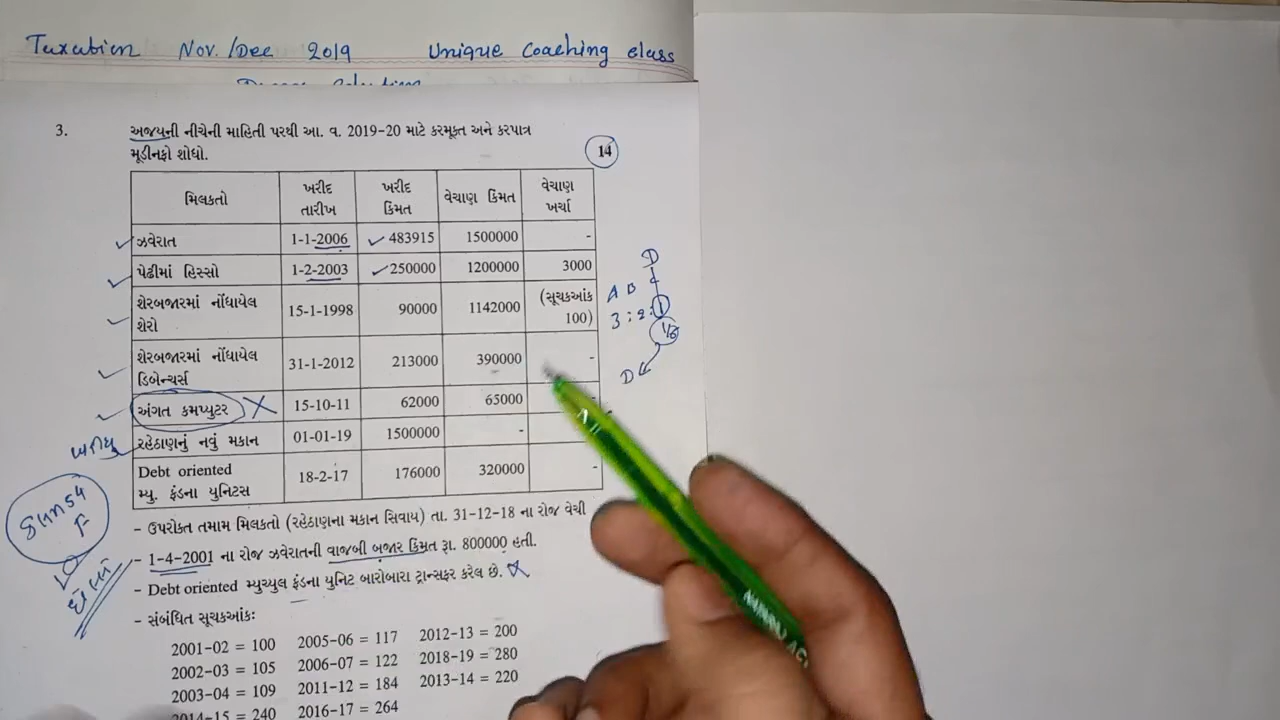 Taxation Nov./Dec 2019 Unique Coaching class
3. અજયની નીચેની માહિતી પરથી આ. વ. 2019-20 માટે કરમુક્ત અને કરપાત્ર
મૂડીનફો શોધો. 14
મિલકતો ખરીદ તારીખ ખરીદ કિંમત વેચાણ કિંમત વેચાણ ખર્ચા
ઝવેરાત 1-1-2006 483915 1500000 -
પેઢીમાં હિસ્સો 1-2-2003 250000 1200000 3000
શેરબજારમાં નોંધાયેલ શેરો 15-1-1998 90000 1142000 (સૂચકઆંક 100)
શેરબજારમાં નોંધાયેલ ડિબેન્ચર્સ 31-1-2012 213000 390000 -
અંગત કમ્પ્યુટર 15-10-11 62000 65000
રહેઠાણનું નવું મકાન 01-01-19 1500000 -
Debt oriented મ્યુ. ફંડના યુનિટસ 18-2-17 176000 320000 -
D
A B C
3:2:1
1/6
D
ખરીધુ
કલમ54
F
- ઉપરોક્ત તમામ મિલકતો (રહેઠાણના મકાન સિવાય) તા. 31-12-18 ના રોજ વેચી
- 1-4-2001 ના રોજ ઝવેરાતની વાજબી બજાર કિંમત રૂા. 800000 હતી.
- Debt oriented મ્યુચ્યુલ ફંડના યુનિટ બારોબારા ટ્રાન્સફર કરેલ છે.
- સંબંધિત સૂચકઆંકઃ
2001-02 = 100 2005-06 = 117 2012-13 = 200
2002-03 = 105 2006-07 = 122 2018-19 = 280
2003-04 = 109 2011-12 = 184 2013-14 = 220
2014-15 = 240 2016-17 = 264